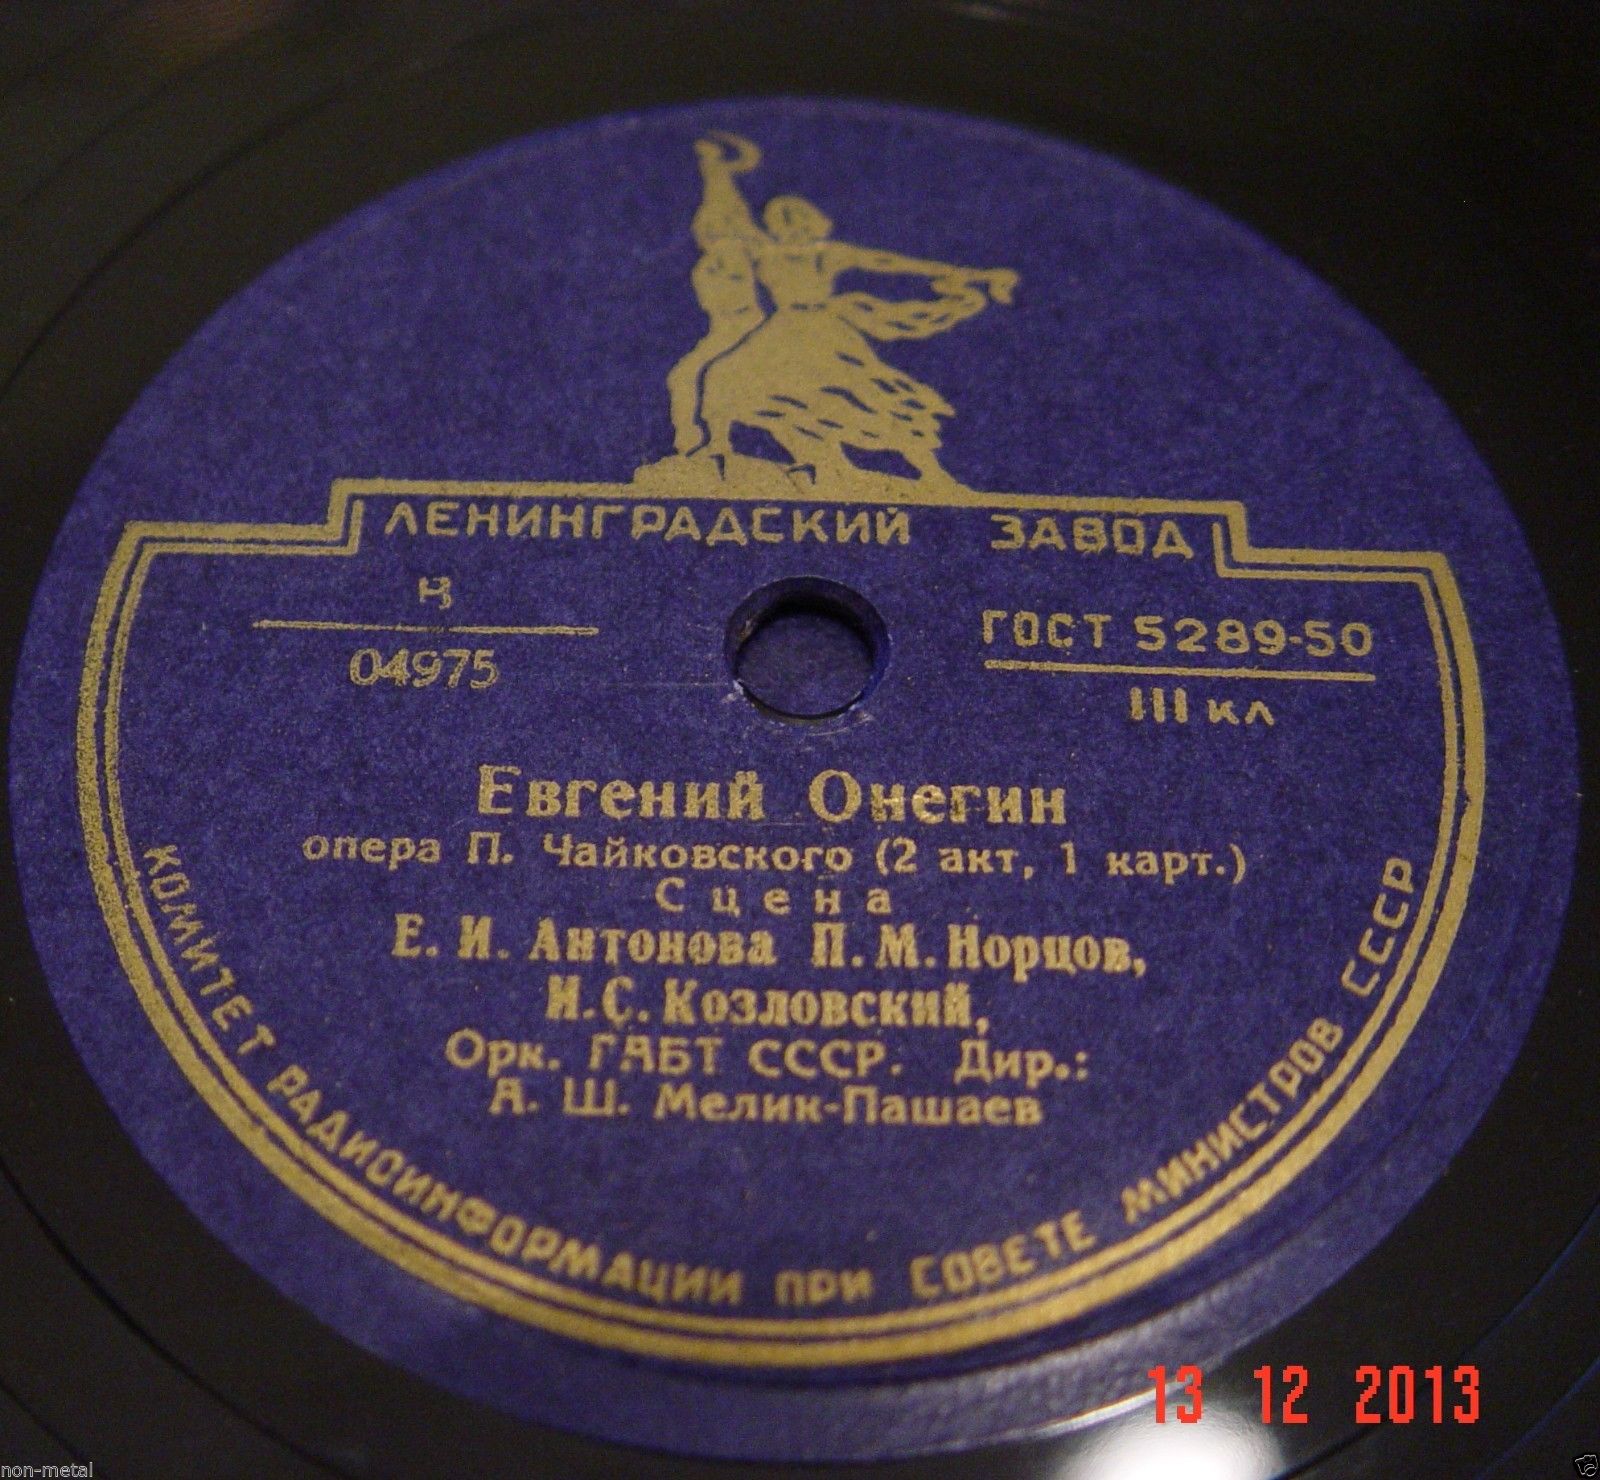 ЛЕНИНГРАДСКИЙ ЗАВОД
04975
ГОСТ 5289-50
III кл
Евгений Онегин
опера П. Чайковского (2 акт, 1 карт.)
Сцена
Е. И. Антонова П. М. Норцов,
И. С. Козловский,
Орк. ГАБТ СССР. Дир.:
А. Ш. Мелик-Пашаев
КОМИТЕТ РАДИОИНФОРМАЦИИ ПРИ СОВЕТЕ МИНИСТРОВ СССР
13 12 2013
non-metal